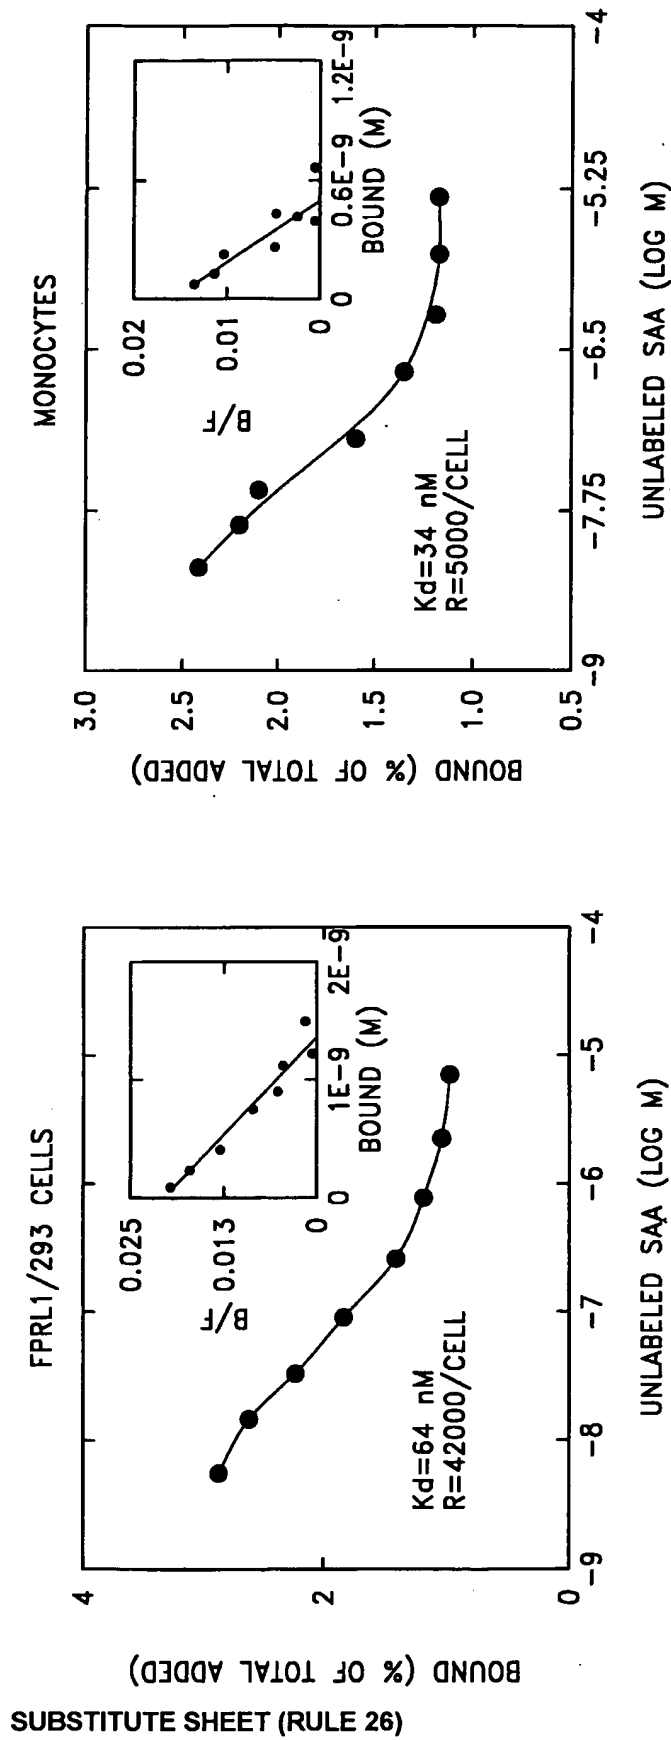 FPRL1/293 CELLS
BOUND (% OF TOTAL ADDED)
4
2
0
-9
-8
-7
-6
-5
-4
UNLABELED SAA (LOG M)
Kd=64 nM
R=42000/CELL
B/F
0.025
0.013
0
0
1E-9
2E-9
BOUND (M)
MONOCYTES
BOUND (% OF TOTAL ADDED)
3.0
2.5
2.0
1.5
1.0
0.5
-9
-7.75
-6.5
-5.25
-4
UNLABELED SAA (LOG M)
Kd=34 nM
R=5000/CELL
B/F
0.02
0.01
0
0
0.6E-9
1.2E-9
BOUND (M)
SUBSTITUTE SHEET (RULE 26)